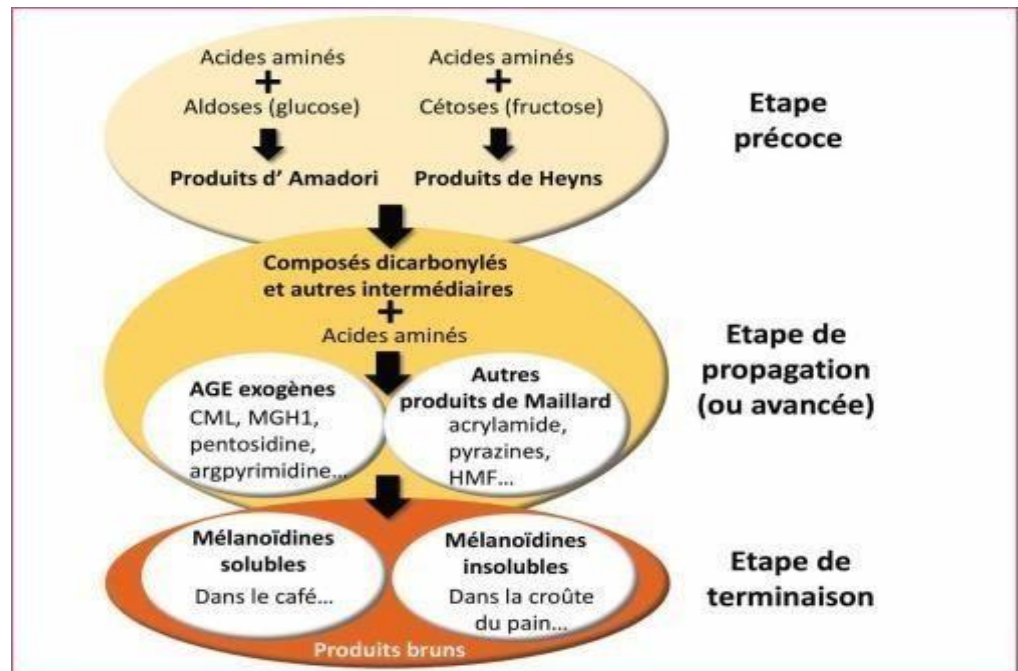 Acides aminés
+
Aldoses (glucose)
Produits d' Amadori
Acides aminés
+
Cétoses (fructose)
Produits de Heyns
Etape
précoce
Composés dicarbonylés
et autres intermédiaires
+
Acides aminés
AGE exogènes
CML, MGH1,
pentosidine,
argpyrimidine...
Autres
produits de Maillard
acrylamide,
pyrazines,
HMF...
Etape de
propagation
(ou avancée)
Mélanoïdines
solubles
Dans le café...
Mélanoïdines
insolubles
Dans la croûte
du pain...
Produits bruns
Etape de
terminaison